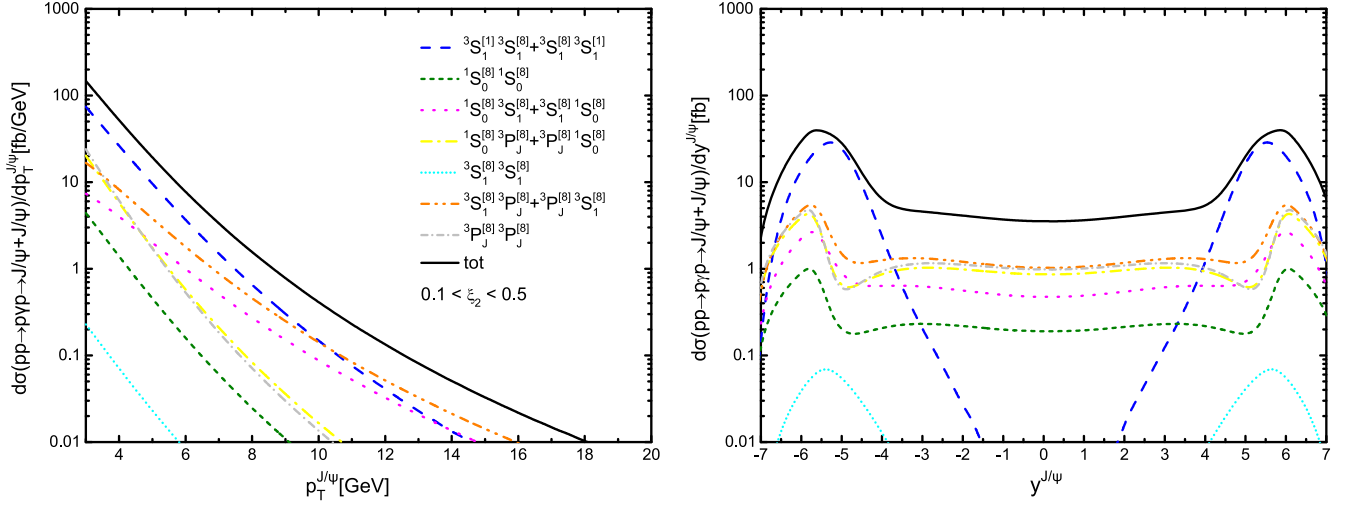 1000
100
10
1
0.1
0.01
dσ(pp→pγp→J/ψ+J/ψ)/dp_T^{J/ψ}[fb/GeV]
³S₁^[1] ³S₁^[8]+³S₁^[8] ³S₁^[1]
¹S₀^[8] ¹S₀^[8]
¹S₀^[8] ³S₁^[8]+³S₁^[8] ¹S₀^[8]
¹S₀^[8] ³P_J^[8]+³P_J^[8] ¹S₀^[8]
³S₁^[8] ³S₁^[8]
³S₁^[8] ³P_J^[8]+³P_J^[8] ³S₁^[8]
³P_J^[8] ³P_J^[8]
tot
0.1 < ξ₂ < 0.5
4 6 8 10 12 14 16 18 20
p_T^{J/ψ}[GeV]
1000
100
10
1
0.1
0.01
dσ(pp→pγp→J/ψ+J/ψ)/dy^{J/ψ}[fb]
-7 -6 -5 -4 -3 -2 -1 0 1 2 3 4 5 6 7
y^{J/ψ}